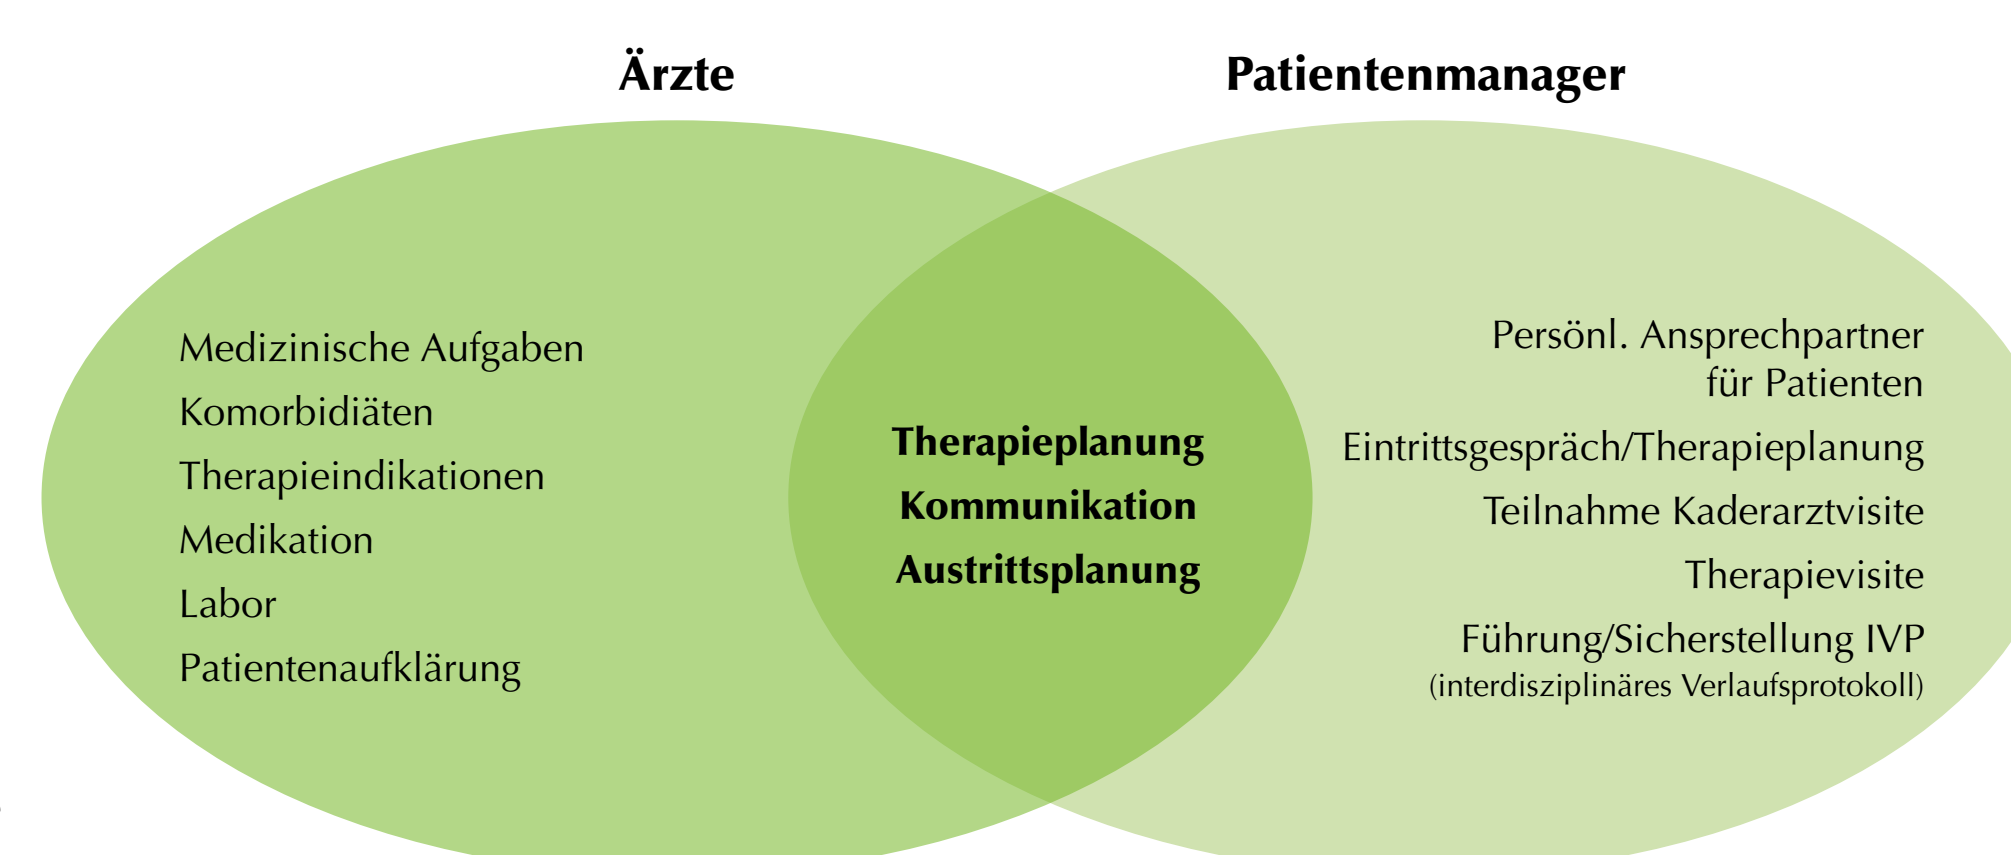 Ärzte
Patientenmanager
Medizinische Aufgaben
Komorbidiäten
Therapieindikationen
Medikation
Labor
Patientenaufklärung
Therapieplanung
Kommunikation
Austrittsplanung
Persönl. Ansprechpartner
für Patienten
Eintrittsgespräch/Therapieplanung
Teilnahme Kaderarztvisite
Therapievisite
Führung/Sicherstellung IVP
(interdisziplinäres Verlaufsprotokoll)